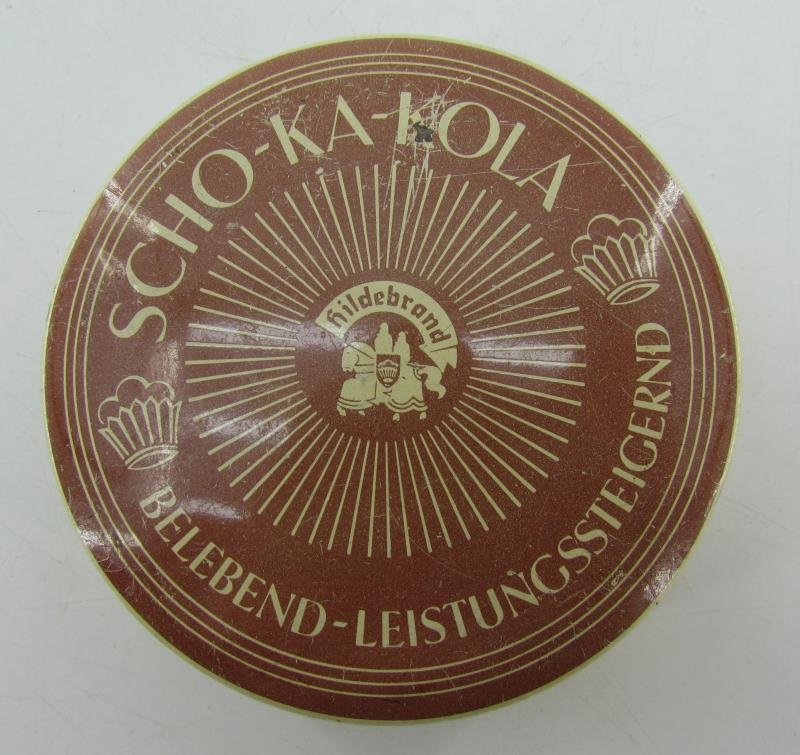 SCHO-KA-KOLA
Hildebrand
BELEBEND-LEISTUNGSSTEIGERND